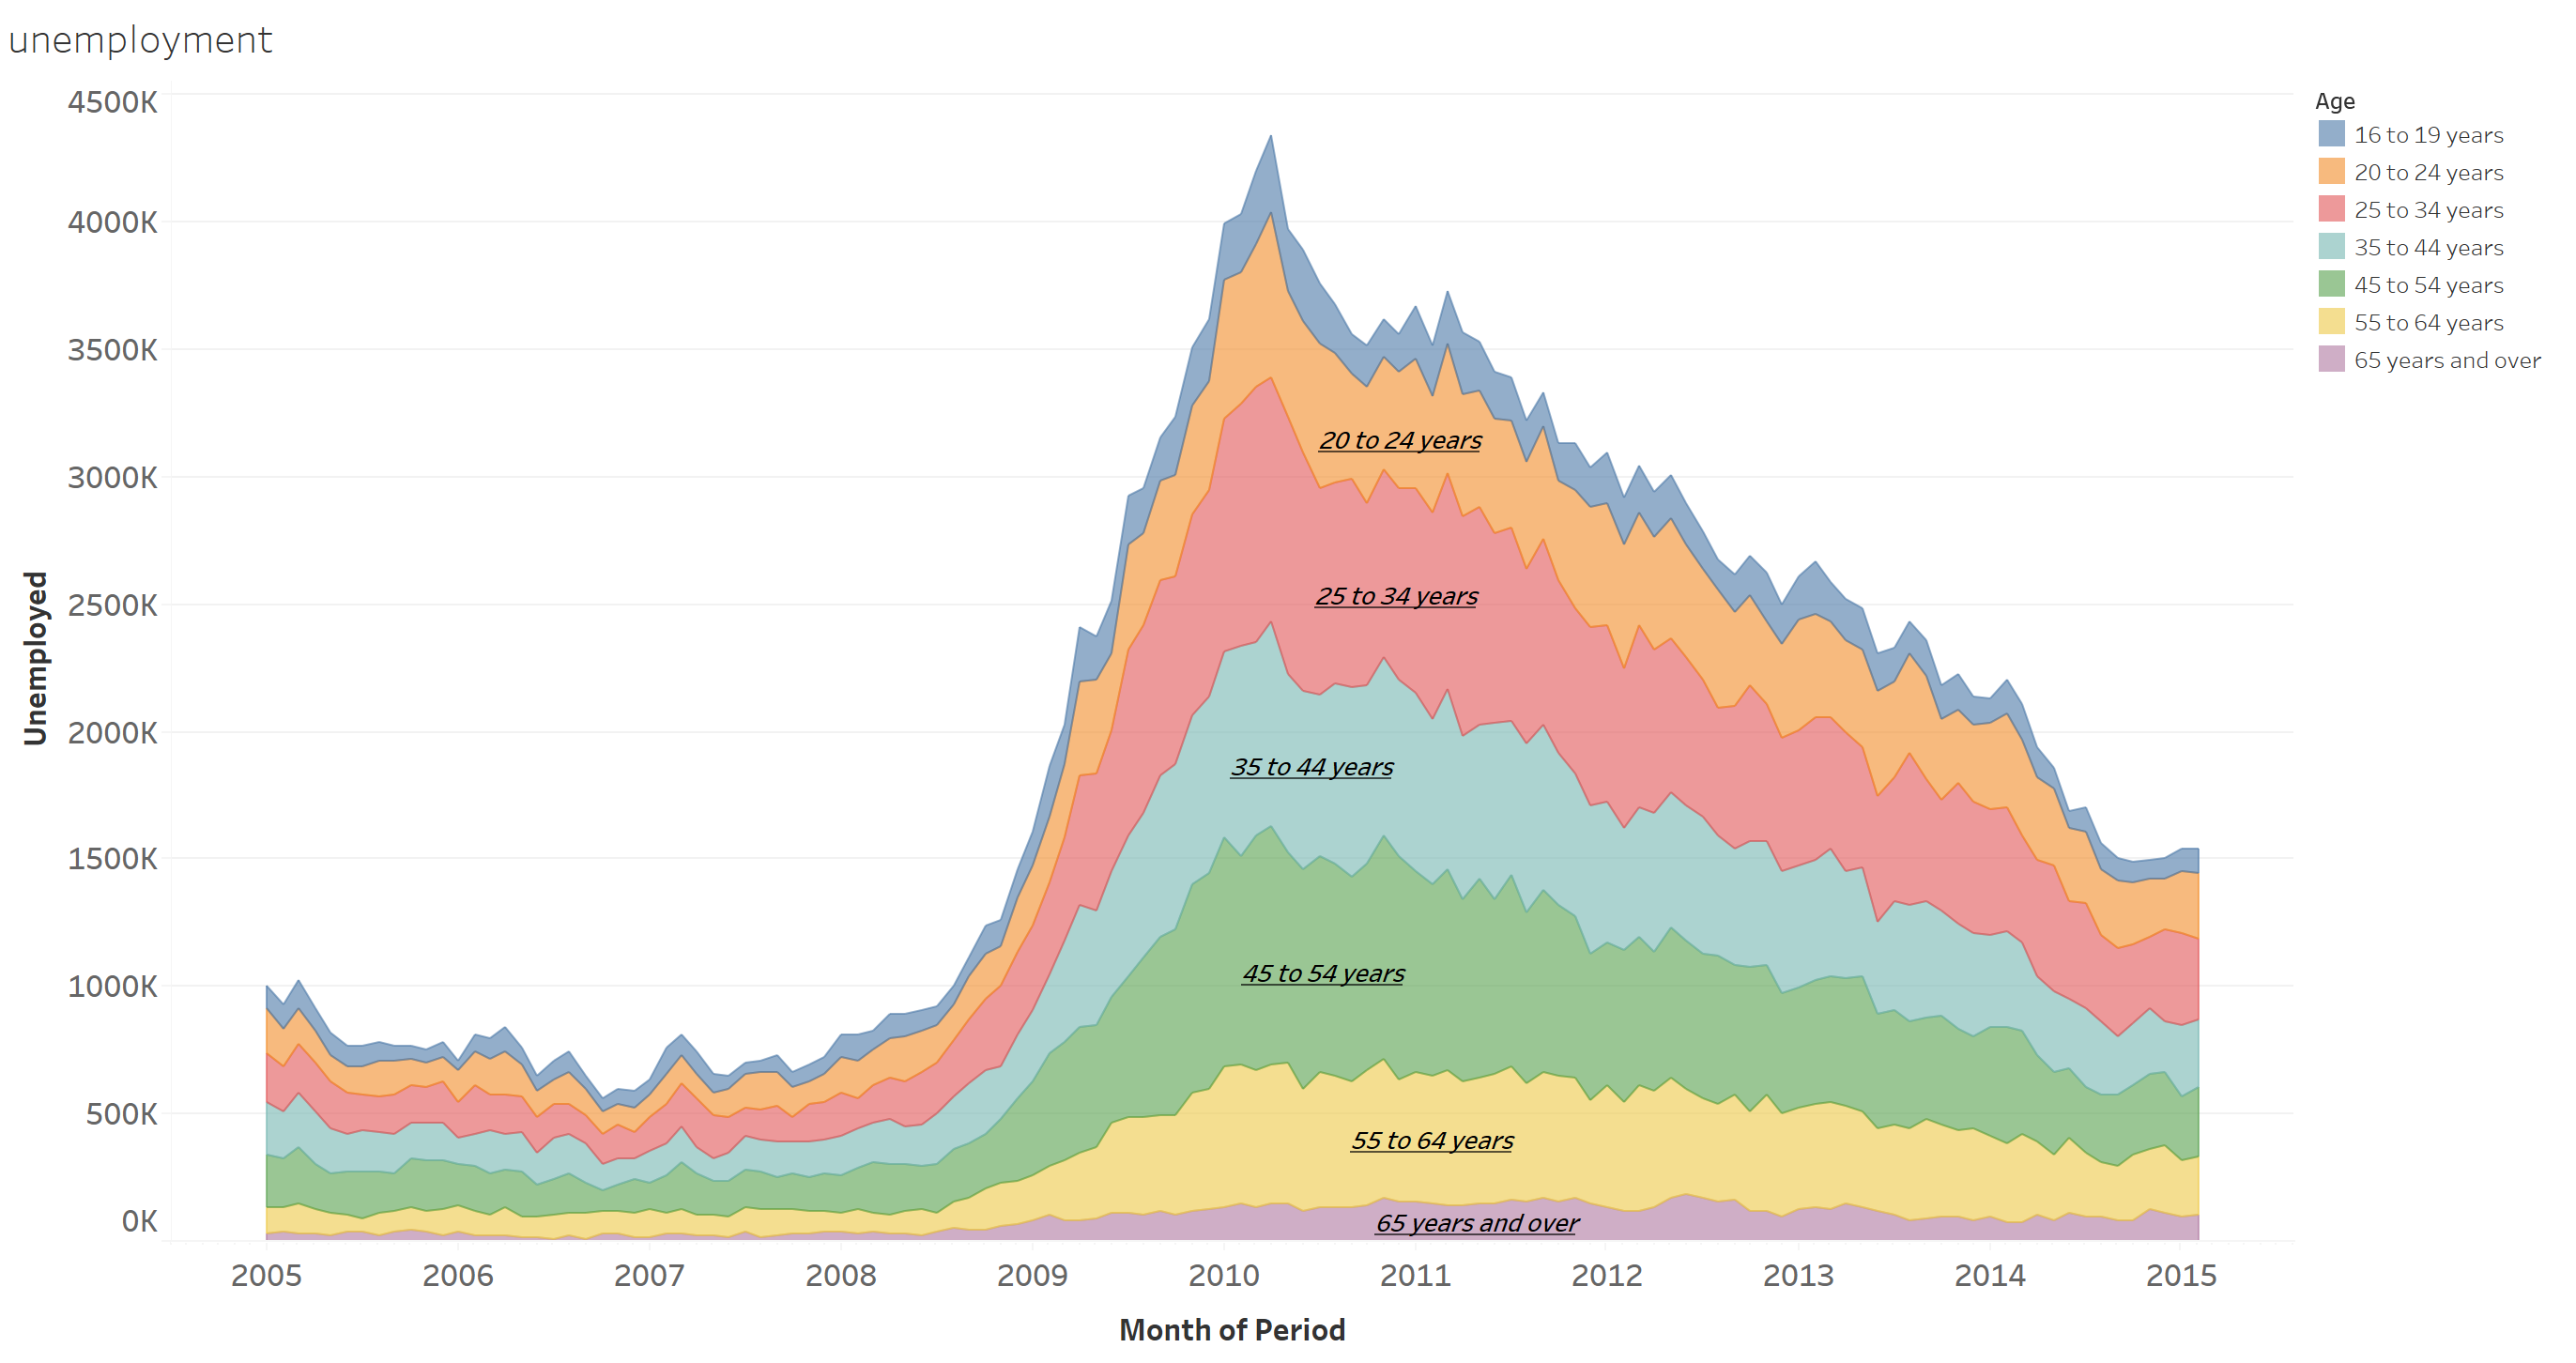 unemployment
4500K
4000K
3500K
3000K
2500K
2000K
1500K
1000K
500K
0K
Unemployed
20 to 24 years
25 to 34 years
35 to 44 years
45 to 54 years
55 to 64 years
65 years and over
2005 2006 2007 2008 2009 2010 2011 2012 2013 2014 2015
Month of Period
Age
16 to 19 years
20 to 24 years
25 to 34 years
35 to 44 years
45 to 54 years
55 to 64 years
65 years and over